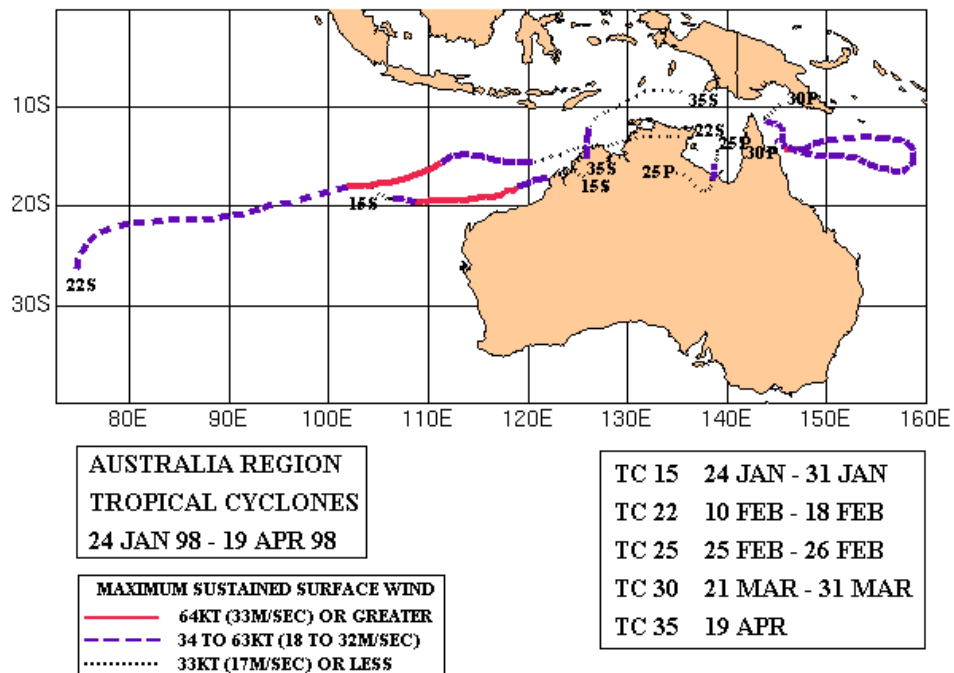 35S
30P
10S
22S
25P
35S
25P
30P
15S
15S
20S
22S
30S
80E 90E 100E 110E 120E 130E 140E 150E 160E
AUSTRALIA REGION
TROPICAL CYCLONES
24 JAN 98 - 19 APR 98
MAXIMUM SUSTAINED SURFACE WIND
64KT (33M/SEC) OR GREATER
34 TO 63KT (18 TO 32M/SEC)
33KT (17M/SEC) OR LESS
TC 15 24 JAN - 31 JAN
TC 22 10 FEB - 18 FEB
TC 25 25 FEB - 26 FEB
TC 30 21 MAR - 31 MAR
TC 35 19 APR